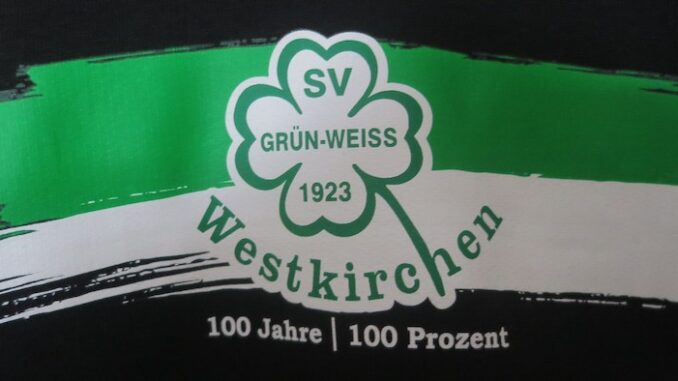 SV
GRÜN-WEISS
1923
Westkirchen
100 Jahre | 100 Prozent